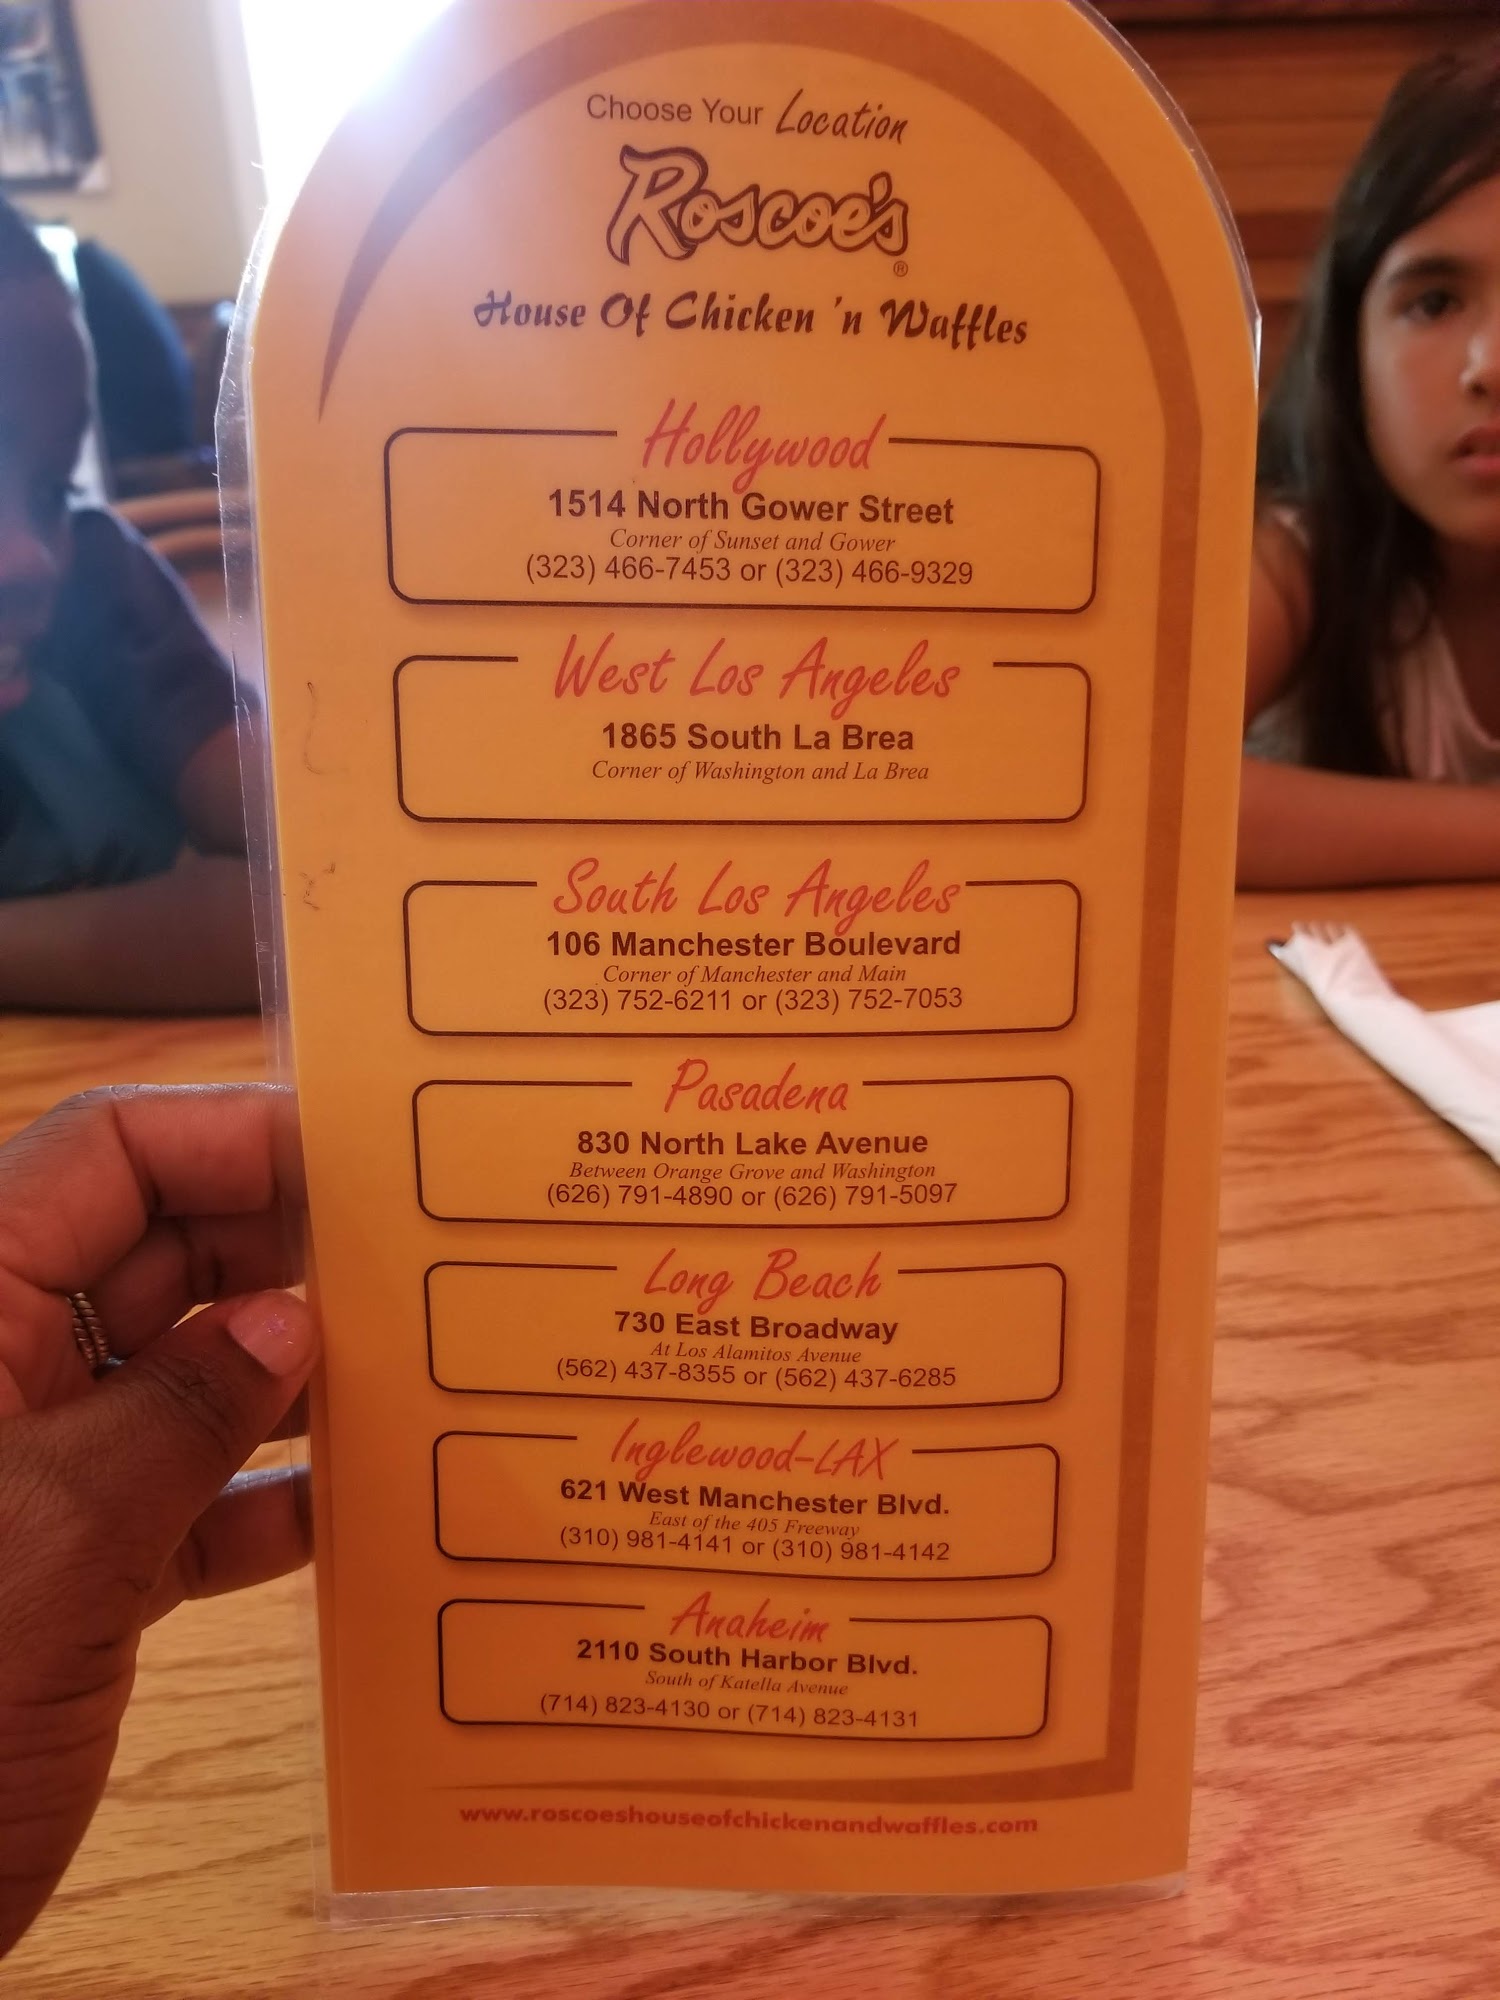 Choose Your Location
Roscoe's
®
House Of Chicken 'n Waffles
Hollywood
1514 North Gower Street
Corner of Sunset and Gower
(323) 466-7453 or (323) 466-9329
West Los Angeles
1865 South La Brea
Corner of Washington and La Brea
South Los Angeles
106 Manchester Boulevard
Corner of Manchester and Main
(323) 752-6211 or (323) 752-7053
Pasadena
830 North Lake Avenue
Between Orange Grove and Washington
(626) 791-4890 or (626) 791-5097
Long Beach
730 East Broadway
At Los Alamitos Avenue
(562) 437-8355 or (562) 437-6285
Inglewood-LAX
621 West Manchester Blvd.
East of the 405 Freeway
(310) 981-4141 or (310) 981-4142
Anaheim
2110 South Harbor Blvd.
South of Katella Avenue
(714) 823-4130 or (714) 823-4131
www.roscoeshouseofchickenandwaffles.com